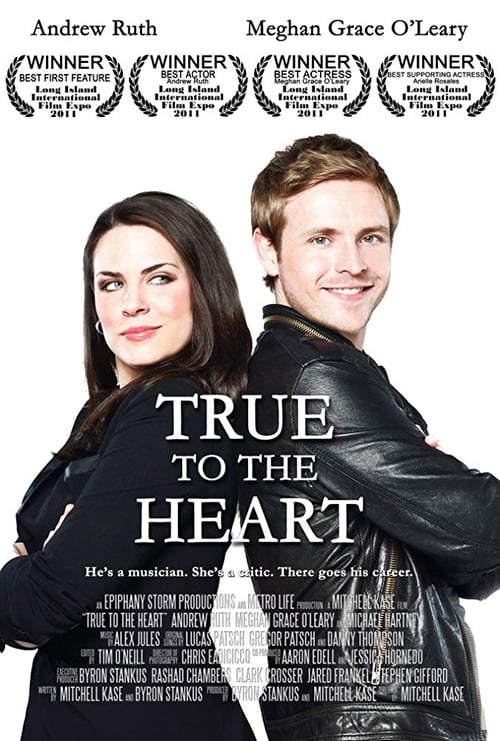 Andrew Ruth
Meghan Grace O'Leary
WINNER
BEST FIRST FEATURE
Long Island
International
Film Expo
2011
WINNER
BEST ACTOR
Andrew Ruth
Long Island
International
Film Expo
2011
WINNER
BEST ACTRESS
Meghan Grace O'Leary
Long Island
International
Film Expo
2011
WINNER
BEST SUPPORTING ACTRESS
Arielle Rosales
Long Island
International
Film Expo
2011
TRUE
TO THE
HEART
He's a musician. She's a critic. There goes his career.
AN EPIPHANY STORM PRODUCTIONS AND METRO LIFE PRODUCTION A MITCHELL KASE FILM
"TRUE TO THE HEART" ANDREW RUTH MEGHAN GRACE O'LEARY MICHAEL HARTNEY
MUSIC BY ALEX JULES ORIGINAL SONGS BY LUCAS PATSCH GREGOR PATSCH AND DANNY THOMPSON
EDITED BY TIM O'NEILL DIRECTOR OF PHOTOGRAPHY CHRIS EADICICCO CO-PRODUCED BY AARON EDELL AND JESSICA HORNEDO
EXECUTIVE PRODUCER BYRON STANKUS RASHAD CHAMBERS CLARK GROSSER JARED FRANKEL STEPHEN GIFFORD
WRITTEN BY MITCHELL KASE AND BYRON STANKUS PRODUCED BY BYRON STANKUS AND MITCHELL KASE DIRECTED BY MITCHELL KASE